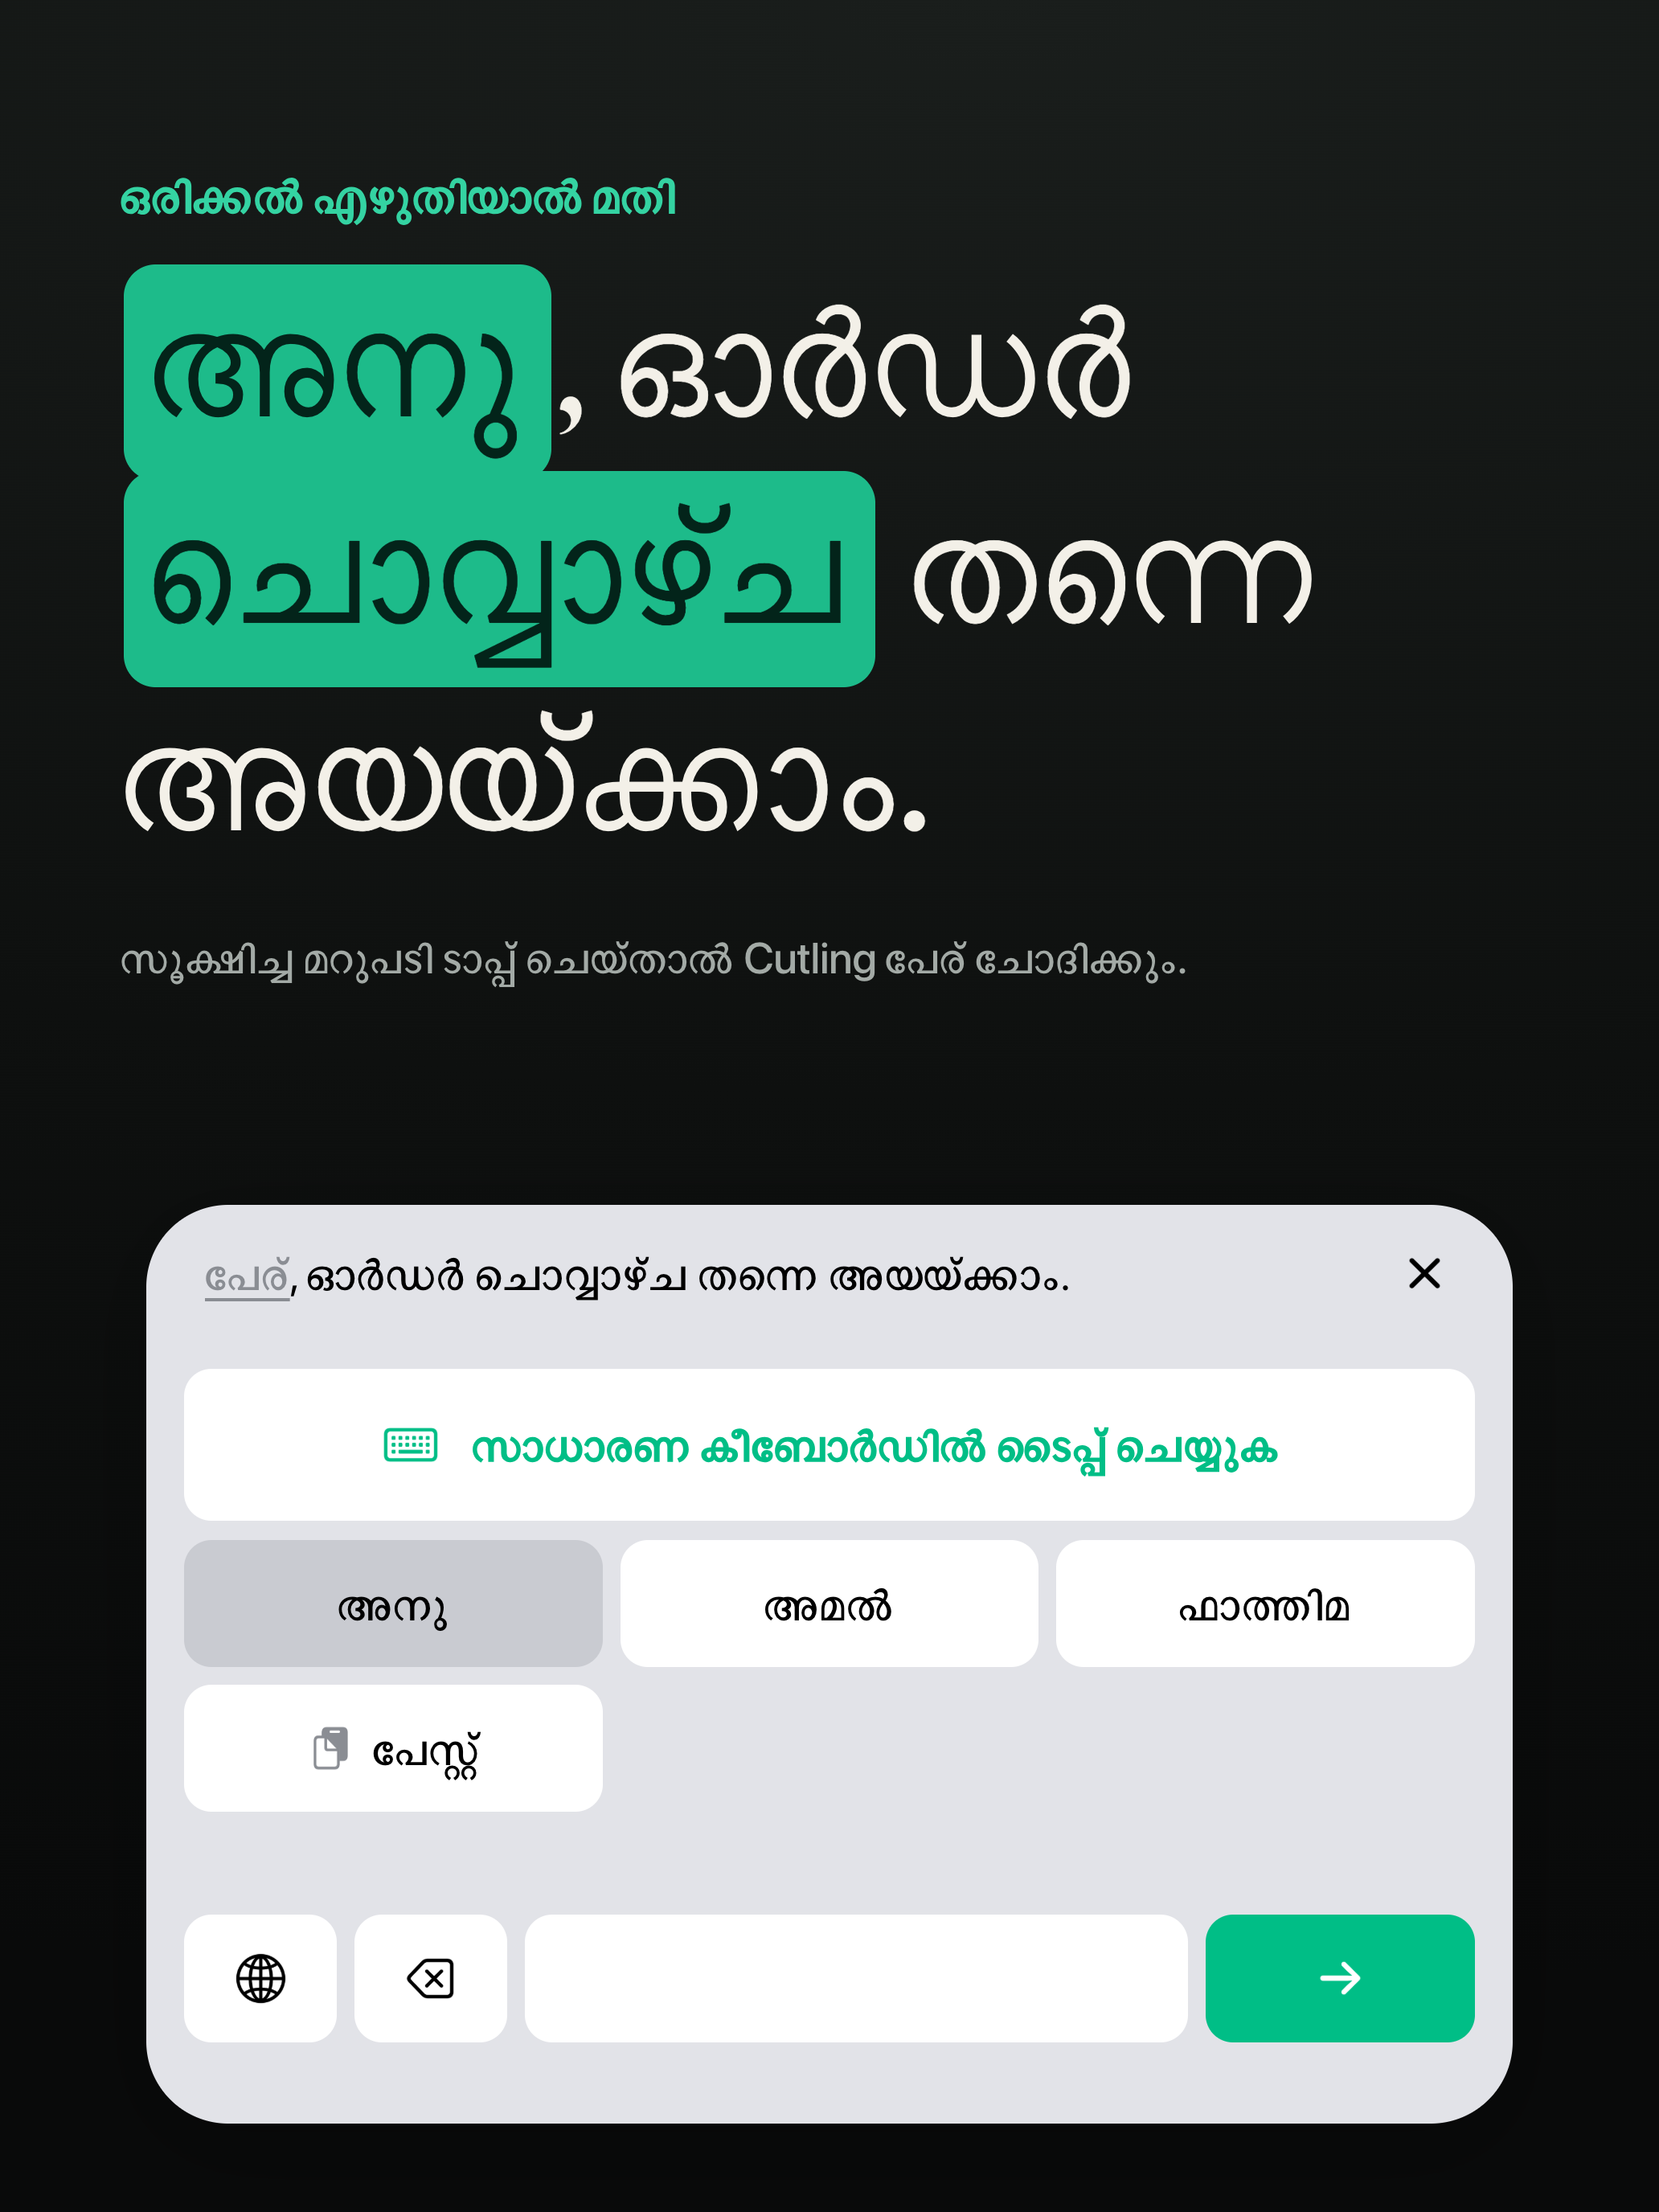 ഒരിക്കൽ എഴുതിയാൽ മതി
അനു, ഓർഡർ
ചൊവ്വാഴ്ച തന്നെ
അയയ്ക്കാം.
സൂക്ഷിച്ച മറുപടി ടാപ്പ് ചെയ്താൽ Cutling പേര് ചോദിക്കും.
പേര്, ഓർഡർ ചൊവ്വാഴ്ച തന്നെ അയയ്ക്കാം.
സാധാരണ കീബോർഡിൽ ടൈപ്പ് ചെയ്യുക
അനു
അമൽ
ഫാത്തിമ
പേസ്റ്റ്